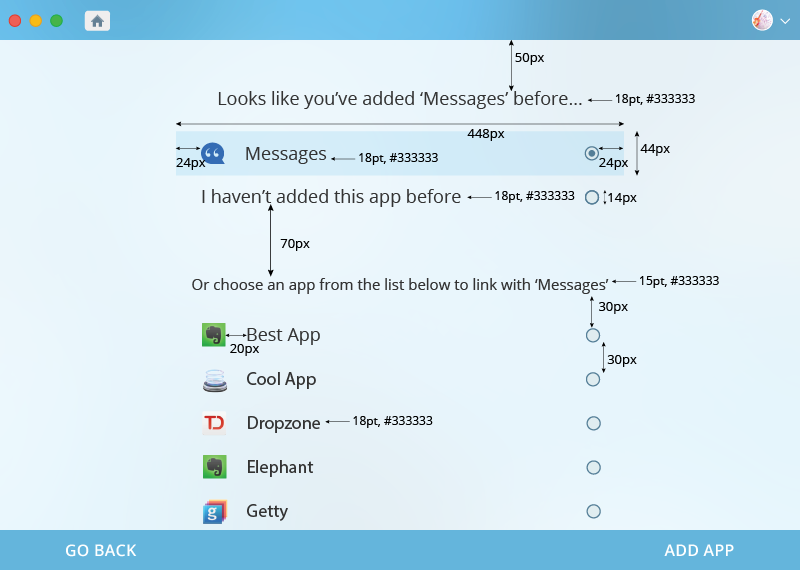 50px
Looks like you've added ‘Messages’ before... 18pt, #333333
448px
24px Messages 18pt, #333333 24px 44px
I haven't added this app before 18pt, #333333 14px
70px
Or choose an app from the list below to link with ‘Messages’ 15pt, #333333
30px
Best App
20px
30px
Cool App
Dropzone 18pt, #333333
Elephant
g Getty
GO BACK ADD APP